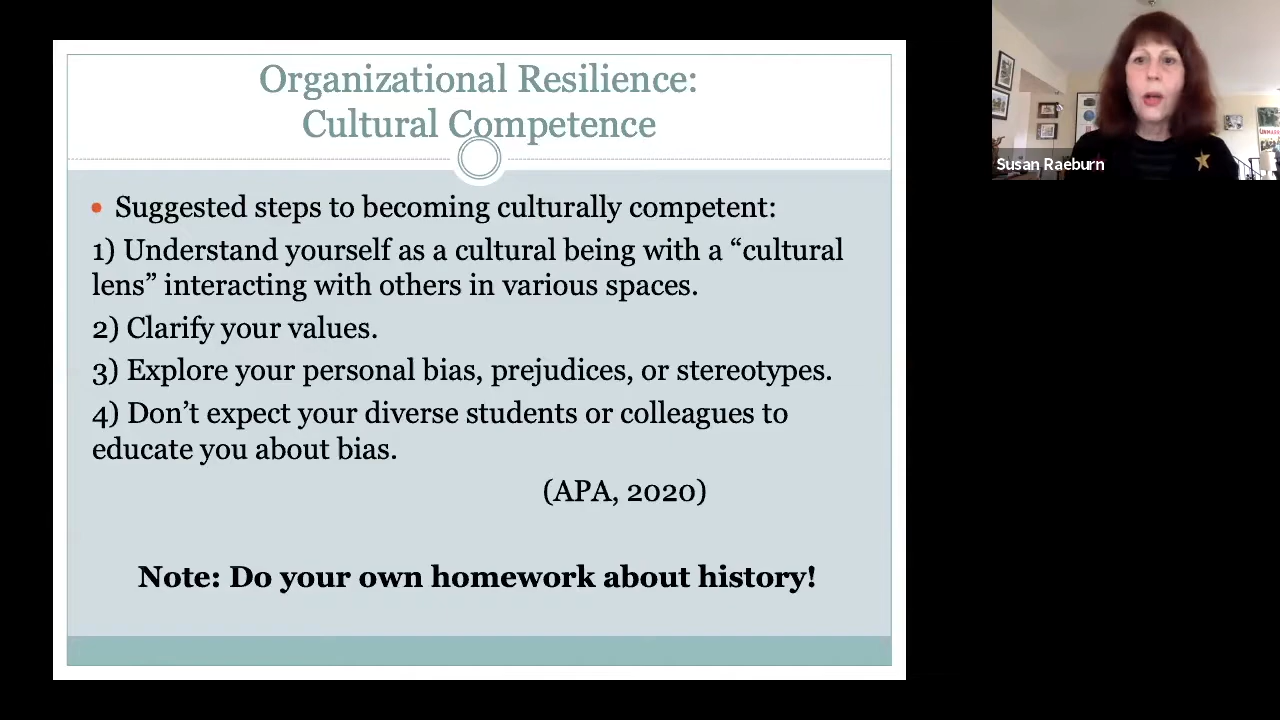 Organizational Resilience:
Cultural Competence
Susan Raeburn
• Suggested steps to becoming culturally competent:
1) Understand yourself as a cultural being with a “cultural
lens” interacting with others in various spaces.
2) Clarify your values.
3) Explore your personal bias, prejudices, or stereotypes.
4) Don’t expect your diverse students or colleagues to
educate you about bias.
(APA, 2020)
Note: Do your own homework about history!